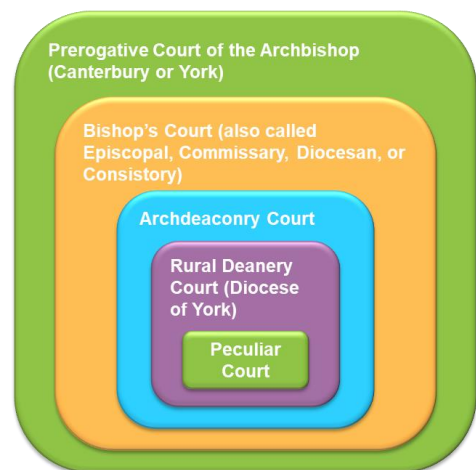 Prerogative Court of the Archbishop
(Canterbury or York)
Bishop's Court (also called
Episcopal, Commissary, Diocesan, or
Consistory)
Archdeaconry Court
Rural Deanery
Court (Diocese
of York)
Peculiar
Court